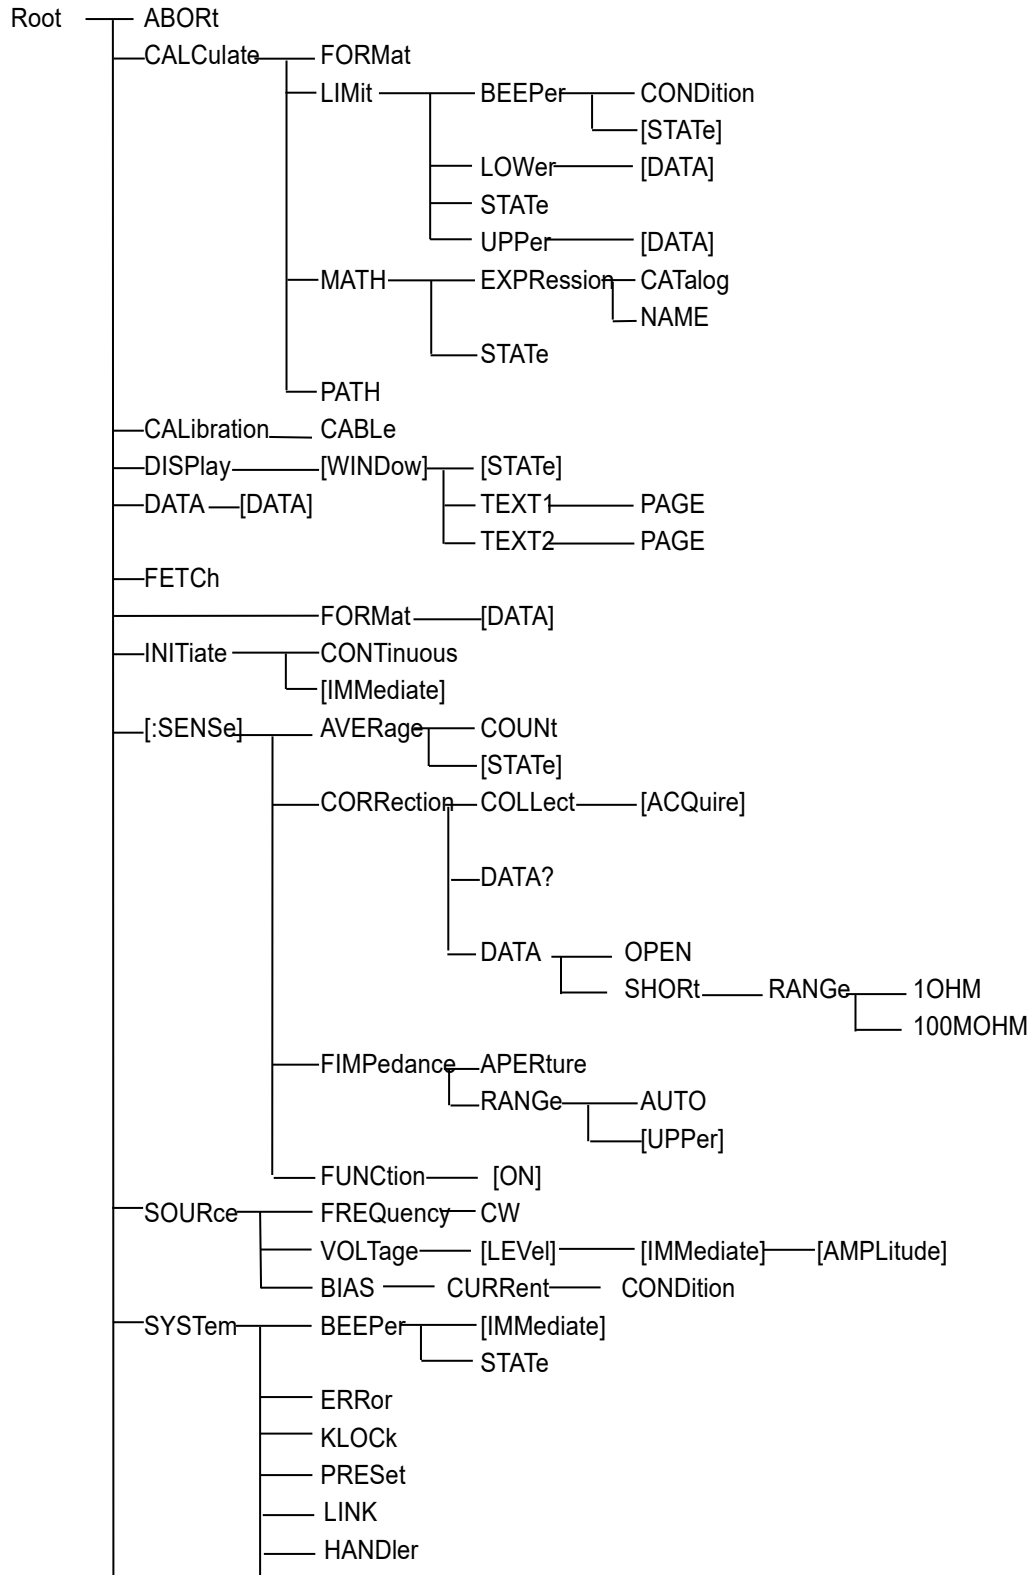 Root ABORt
CALCulate FORMat
LIMit BEEPer CONDition
[STATe]
LOWer [DATA]
STATe
UPPer [DATA]
MATH EXPRession CATalog
NAME
STATe
PATH
CALibration CABLe
DISPlay [WINDow] [STATe]
DATA [DATA] TEXT1 PAGE
TEXT2 PAGE
FETCh
FORMat [DATA]
INITiate CONTinuous
[IMMediate]
[:SENSe] AVERage COUNt
[STATe]
CORRection COLLect [ACQuire]
DATA?
DATA OPEN
SHORt RANGe 1OHM
100MOHM
FIMPedance APERture
RANGe AUTO
[UPPer]
FUNCtion [ON]
SOURce FREQuency CW
VOLTage [LEVel] [IMMediate] [AMPLitude]
BIAS CURRent CONDition
SYSTem BEEPer [IMMediate]
STATe
ERRor
KLOCk
PRESet
LINK
HANDler